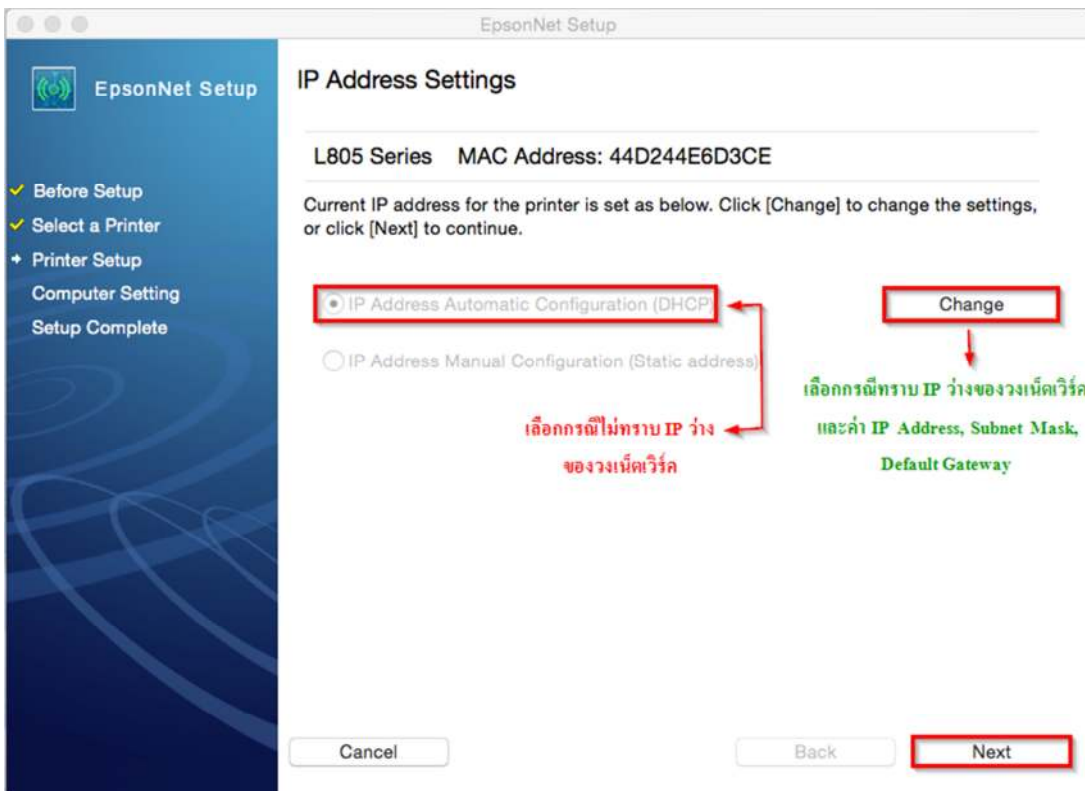 EpsonNet Setup
EpsonNet Setup
Before Setup
Select a Printer
Printer Setup
Computer Setting
Setup Complete
IP Address Settings
L805 Series MAC Address: 44D244E6D3CE
Current IP address for the printer is set as below. Click [Change] to change the settings,
or click [Next] to continue.
IP Address Automatic Configuration (DHCP)
Change
IP Address Manual Configuration (Static address)
เลือกกรณีทราบ IP ว่างของวงเน็ตเวิร์ค
และค่า IP Address, Subnet Mask,
Default Gateway
เลือกกรณีไม่ทราบ IP ว่าง
ของวงเน็ตเวิร์ค
Cancel
Back
Next